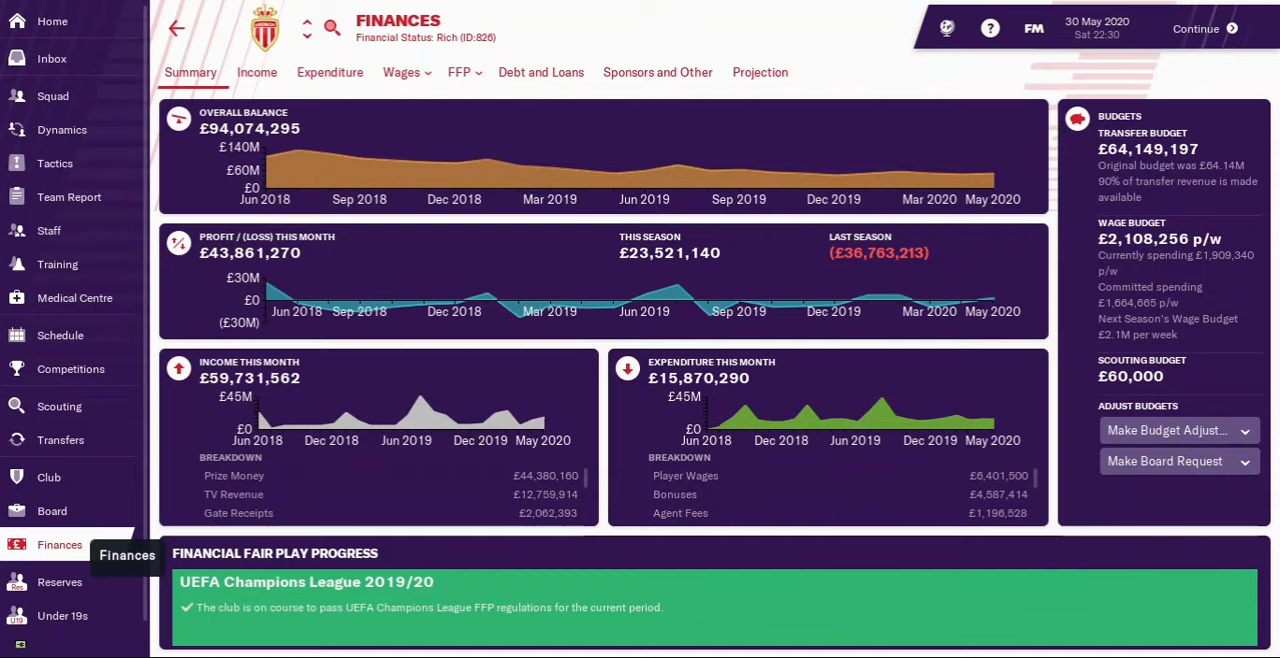 Home
Inbox
Squad
Dynamics
Tactics
Team Report
Staff
Training
Medical Centre
Schedule
Competitions
Scouting
Transfers
Club
Board
Finances
Finances
Res
Reserves
U19
Under 19s
FINANCES
Financial Status: Rich (ID:826)
?
FM
30 May 2020
Sat 22:30
Continue
Summary
Income
Expenditure
Wages
FFP
Debt and Loans
Sponsors and Other
Projection
OVERALL BALANCE
£94,074,295
£140M
£60M
£0
Jun 2018 Sep 2018 Dec 2018 Mar 2019 Jun 2019 Sep 2019 Dec 2019 Mar 2020 May 2020
PROFIT / (LOSS) THIS MONTH
£43,861,270
THIS SEASON
£23,521,140
LAST SEASON
(£36,763,213)
£30M
£0
(£30M)
Jun 2018 Sep 2018 Dec 2018 Mar 2019 Jun 2019 Sep 2019 Dec 2019 Mar 2020 May 2020
INCOME THIS MONTH
£59,731,562
£45M
£0
Jun 2018 Dec 2018 Jun 2019 Dec 2019 May 2020
BREAKDOWN
Prize Money £44,380,160
TV Revenue £12,759,914
Gate Receipts £2,062,393
EXPENDITURE THIS MONTH
£15,870,290
£45M
£0
Jun 2018 Dec 2018 Jun 2019 Dec 2019 May 2020
BREAKDOWN
Player Wages £6,401,500
Bonuses £4,587,414
Agent Fees £1,196,528
BUDGETS
TRANSFER BUDGET
£64,149,197
Original budget was £64.14M
90% of transfer revenue is made
available
WAGE BUDGET
£2,108,256 p/w
Currently spending £1,909,340
p/w
Committed spending
£1,664,665 p/w
Next Season's Wage Budget
£2.1M per week
SCOUTING BUDGET
£60,000
ADJUST BUDGETS
Make Budget Adjust...
Make Board Request
FINANCIAL FAIR PLAY PROGRESS
UEFA Champions League 2019/20
The club is on course to pass UEFA Champions League FFP regulations for the current period.